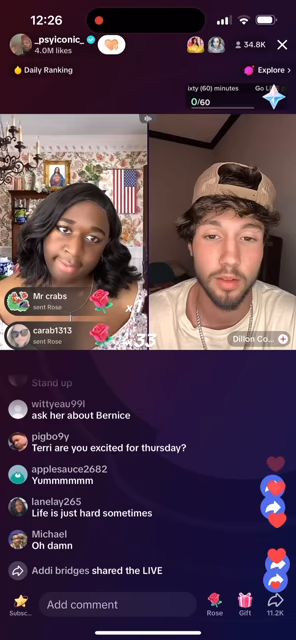 12:26
26
_psyiconic_
4.0M likes
34.8K
Daily Ranking
Explore >
ixty (60) minutes
0/60
Mr crabs
sent Rose
carab1313
sent Rose
Dillon Co...
Stand up
wittyeau99l
ask her about Bernice
pigbo9y
Terri are you excited for thursday?
applesauce2682
Yummmmmm
lanelay265
Life is just hard sometimes
Michael
Oh damn
Addi bridges shared the LIVE
Subsc...
Add comment
Rose
Gift
11.2K